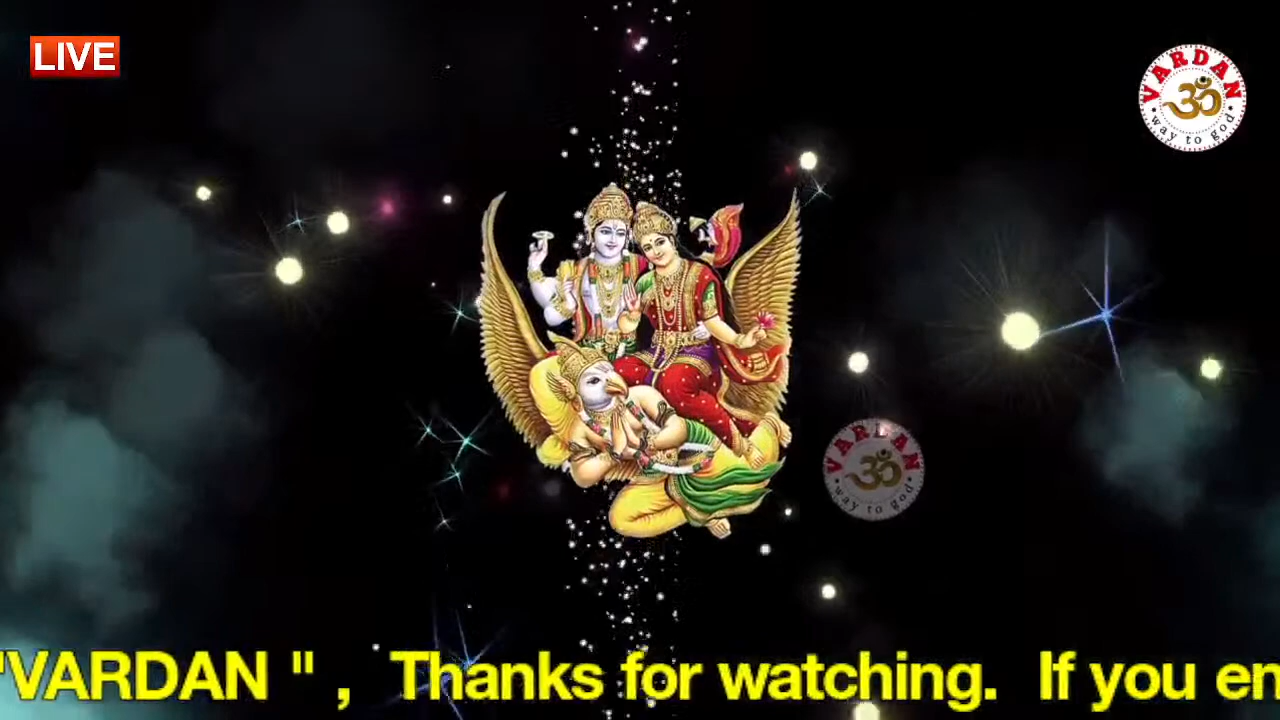 LIVE
VARDAN
ॐ
way to god
VARDAN
ॐ
way to god
"VARDAN " , Thanks for watching. If you en